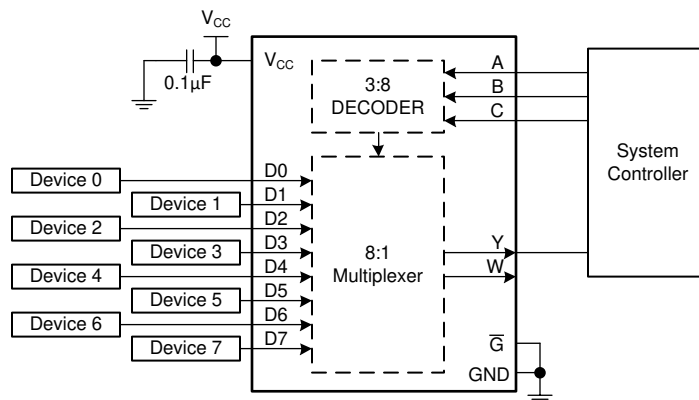 VCC
0.1µF
VCC
3:8
DECODER
A
B
C
System
Controller
Device 0
D0
Device 1
D1
Device 2
D2
Device 3
D3
Device 4
D4
Device 5
D5
Device 6
D6
Device 7
D7
8:1
Multiplexer
Y
W
G̅
GND